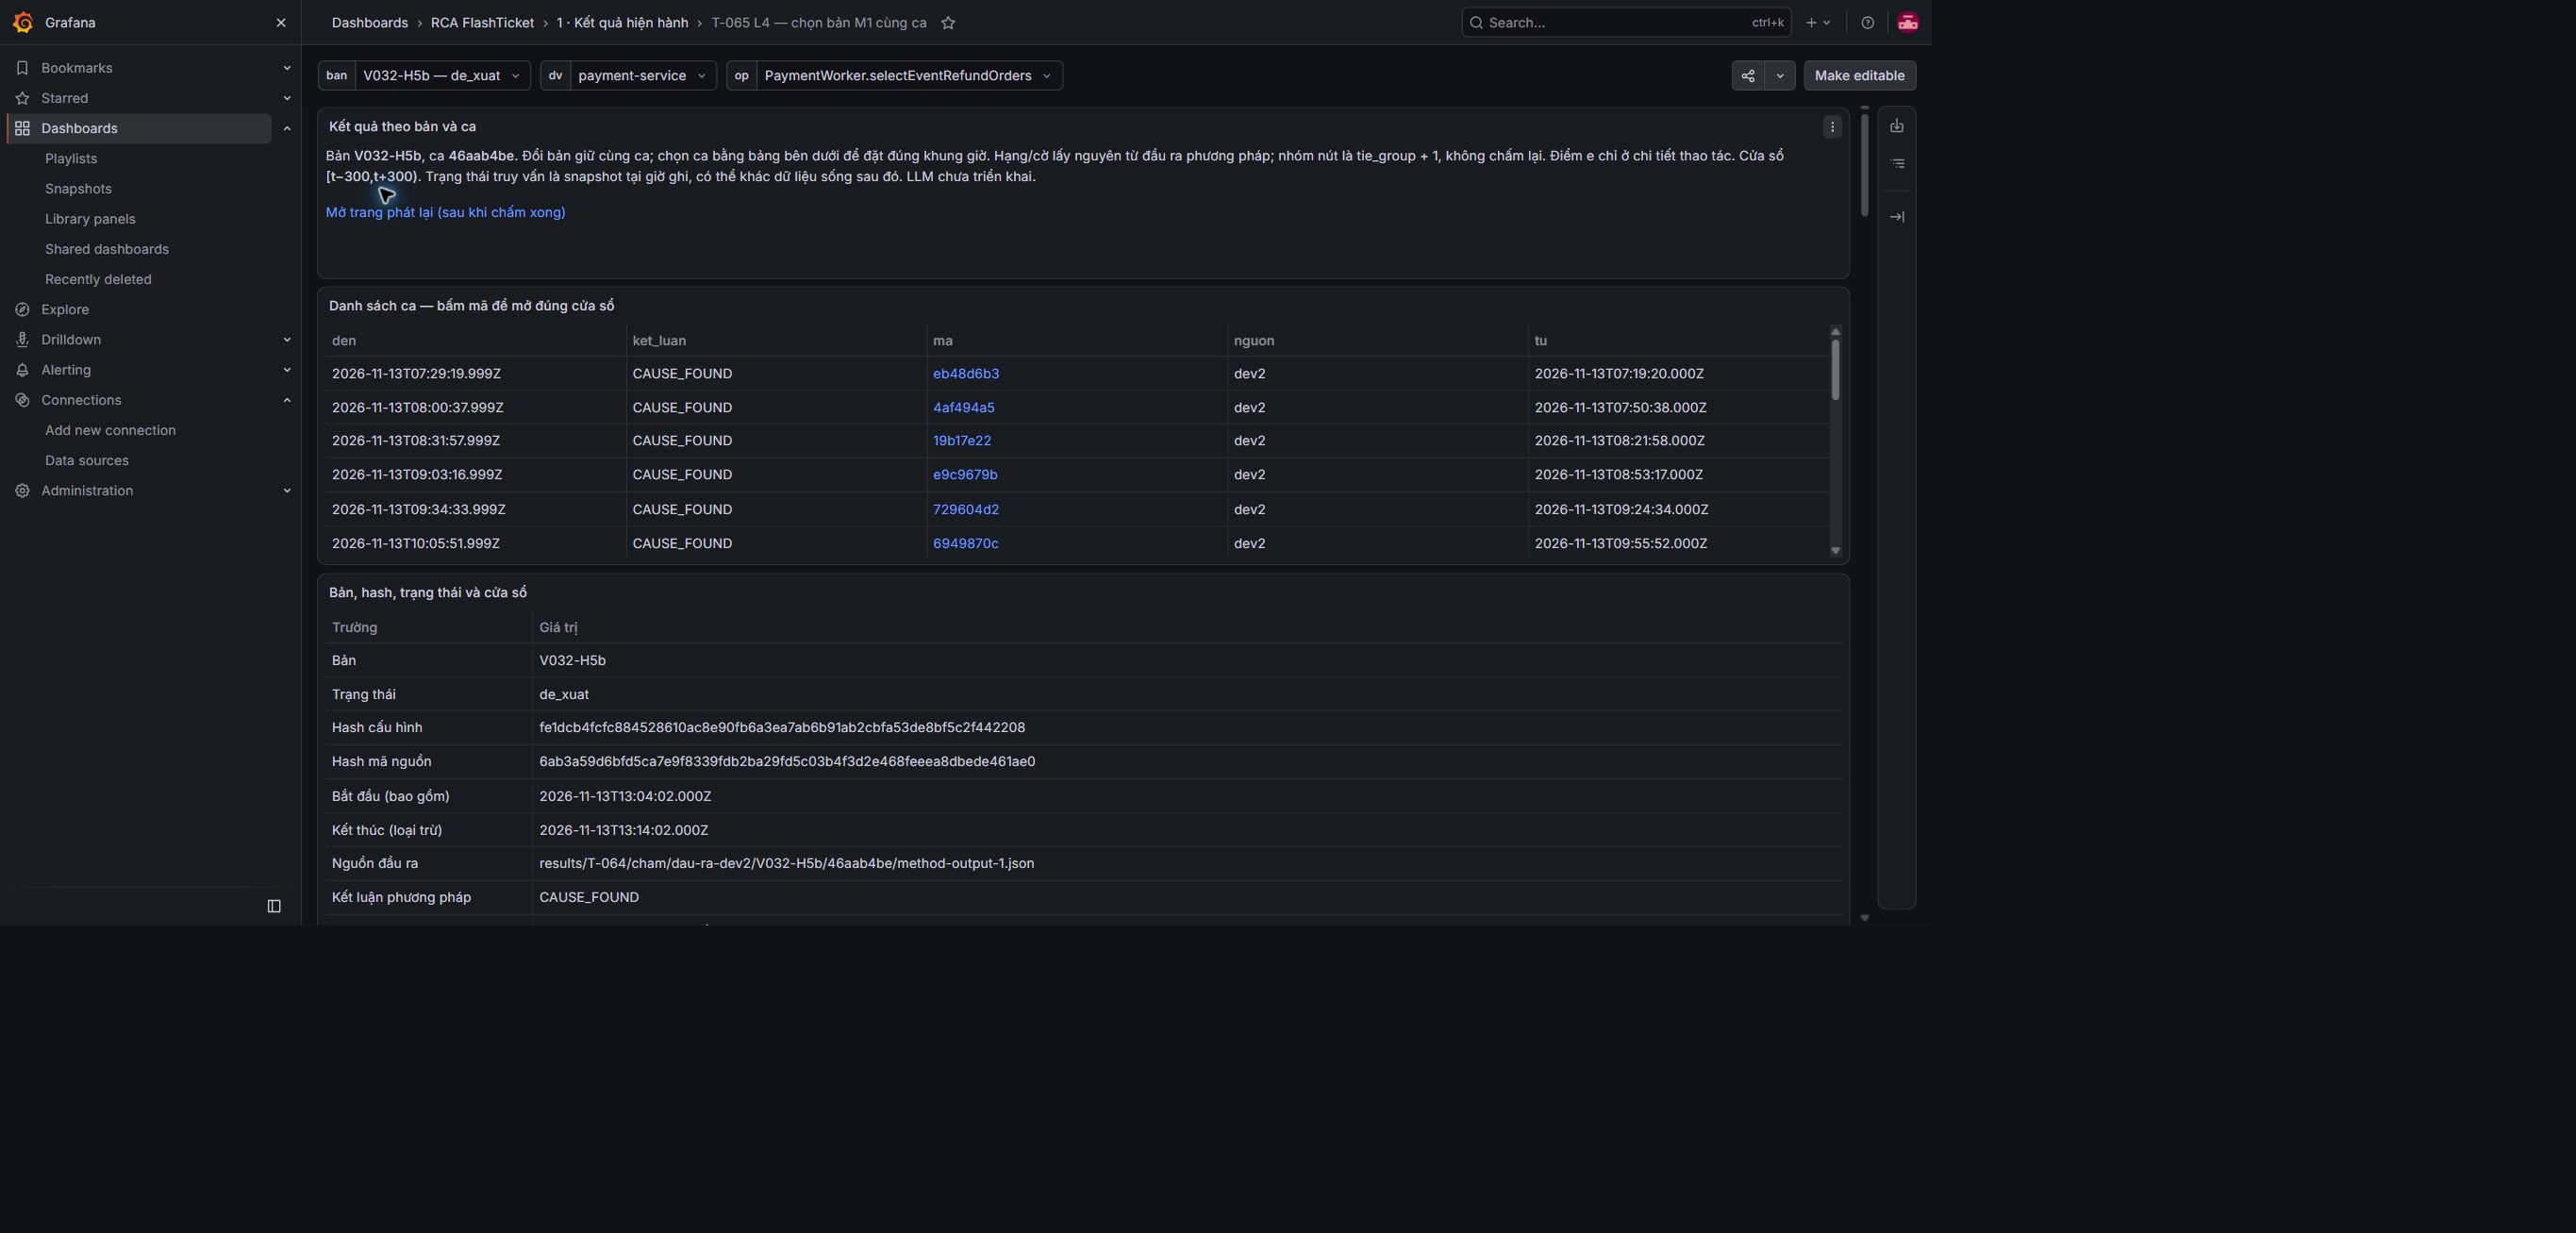 Grafana
Dashboards › RCA FlashTicket › 1 · Kết quả hiện hành › T-065 L4 — chọn bản M1 cùng ca
Search... ctrl+k
Bookmarks
Starred
Dashboards
Playlists
Snapshots
Library panels
Shared dashboards
Recently deleted
Explore
Drilldown
Alerting
Connections
Add new connection
Data sources
Administration
ban V032-H5b — de_xuat dv payment-service op PaymentWorker.selectEventRefundOrders
Make editable
Kết quả theo bản và ca
Bản V032-H5b, ca 46aab4be. Đổi bản giữ cùng ca; chọn ca bằng bảng bên dưới để đặt đúng khung giờ. Hạng/cờ lấy nguyên từ đầu ra phương pháp; nhóm nút là tie_group + 1, không chấm lại. Điểm e chỉ ở chi tiết thao tác. Cửa sổ
[t−300,t+300). Trạng thái truy vấn là snapshot tại giờ ghi, có thể khác dữ liệu sống sau đó. LLM chưa triển khai.
Mở trang phát lại (sau khi chấm xong)
Danh sách ca — bấm mã để mở đúng cửa sổ
den ket_luan ma nguon tu
2026-11-13T07:29:19.999Z CAUSE_FOUND eb48d6b3 dev2 2026-11-13T07:19:20.000Z
2026-11-13T08:00:37.999Z CAUSE_FOUND 4af494a5 dev2 2026-11-13T07:50:38.000Z
2026-11-13T08:31:57.999Z CAUSE_FOUND 19b17e22 dev2 2026-11-13T08:21:58.000Z
2026-11-13T09:03:16.999Z CAUSE_FOUND e9c9679b dev2 2026-11-13T08:53:17.000Z
2026-11-13T09:34:33.999Z CAUSE_FOUND 729604d2 dev2 2026-11-13T09:24:34.000Z
2026-11-13T10:05:51.999Z CAUSE_FOUND 6949870c dev2 2026-11-13T09:55:52.000Z
Bản, hash, trạng thái và cửa sổ
Trường Giá trị
Bản V032-H5b
Trạng thái de_xuat
Hash cấu hình fe1dcb4fcfc884528610ac8e90fb6a3ea7ab6b91ab2cbfa53de8bf5c2f442208
Hash mã nguồn 6ab3a59d6bfd5ca7e9f8339fdb2ba29fd5c03b4f3d2e468feeea8dbede461ae0
Bắt đầu (bao gồm) 2026-11-13T13:04:02.000Z
Kết thúc (loại trừ) 2026-11-13T13:14:02.000Z
Nguồn đầu ra results/T-064/cham/dau-ra-dev2/V032-H5b/46aab4be/method-output-1.json
Kết luận phương pháp CAUSE_FOUND